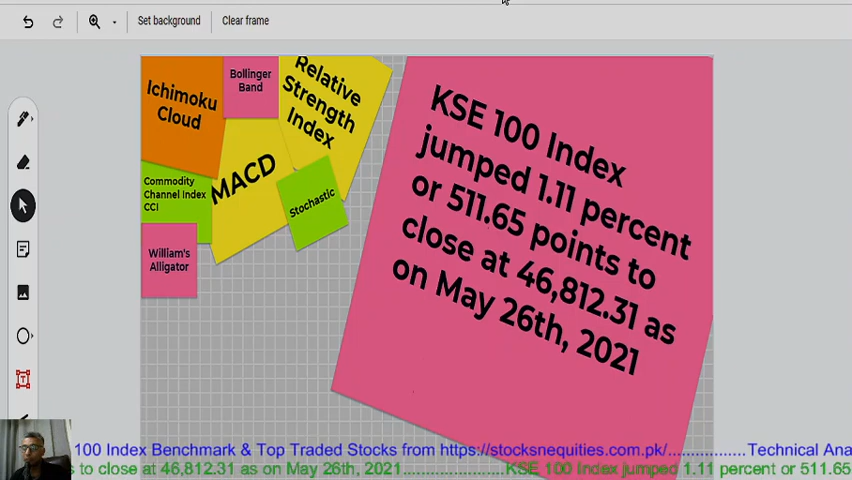 Set background
Clear frame
Ichimoku
Cloud
Bollinger
Band
Relative
Strength
Index
MACD
Commodity
Channel Index
CCI
Stochastic
William's
Alligator
KSE 100 Index
jumped 1.11 percent
or 511.65 points to
close at 46,812.31 as
on May 26th, 2021
100 Index Benchmark & Top Traded Stocks from https://stocksnequities.com.pk/................Technical Ana
s to close at 46,812.31 as on May 26th, 2021......................KSE 100 Index jumped 1.11 percent or 511.65